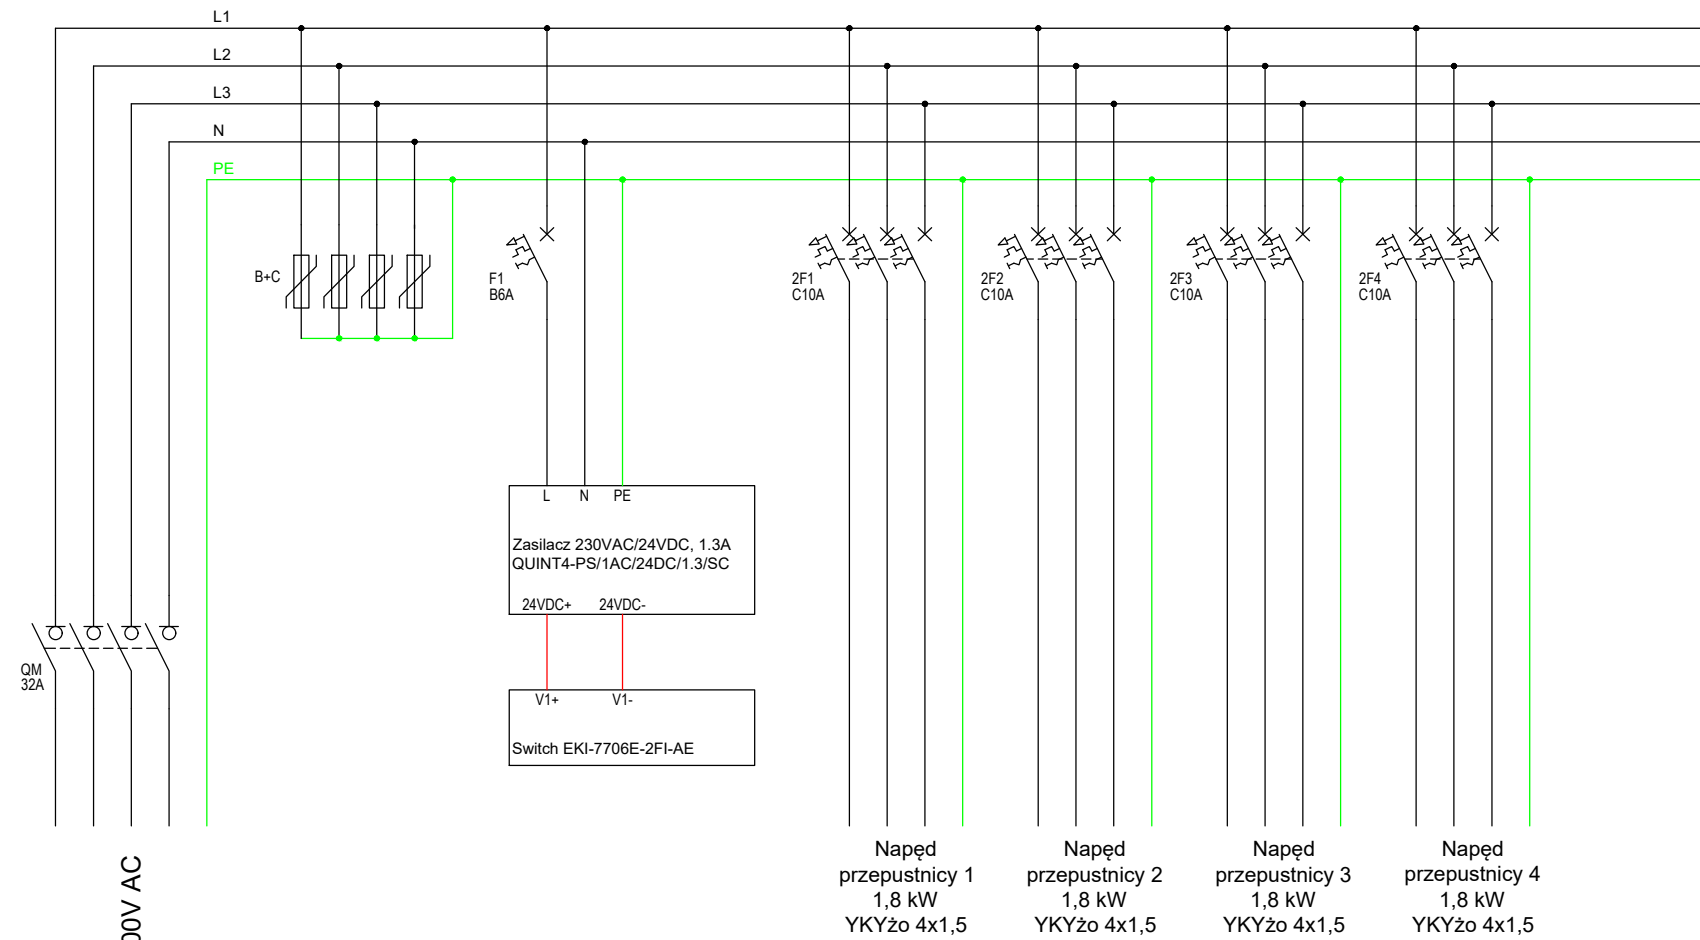 L1
L2
L3
N
PE
B+C
F1
B6A
2F1
C10A
2F2
C10A
2F3
C10A
2F4
C10A
L N PE
Zasilacz 230VAC/24VDC, 1.3A
QUINT4-PS/1AC/24DC/1.3/SC
24VDC+ 24VDC-
QM
32A
V1+ V1-
Switch EKI-7706E-2FI-AE
Napęd
przepustnicy 1
1,8 kW
YKYżo 4x1,5
Napęd
przepustnicy 2
1,8 kW
YKYżo 4x1,5
Napęd
przepustnicy 3
1,8 kW
YKYżo 4x1,5
Napęd
przepustnicy 4
1,8 kW
YKYżo 4x1,5
00V AC